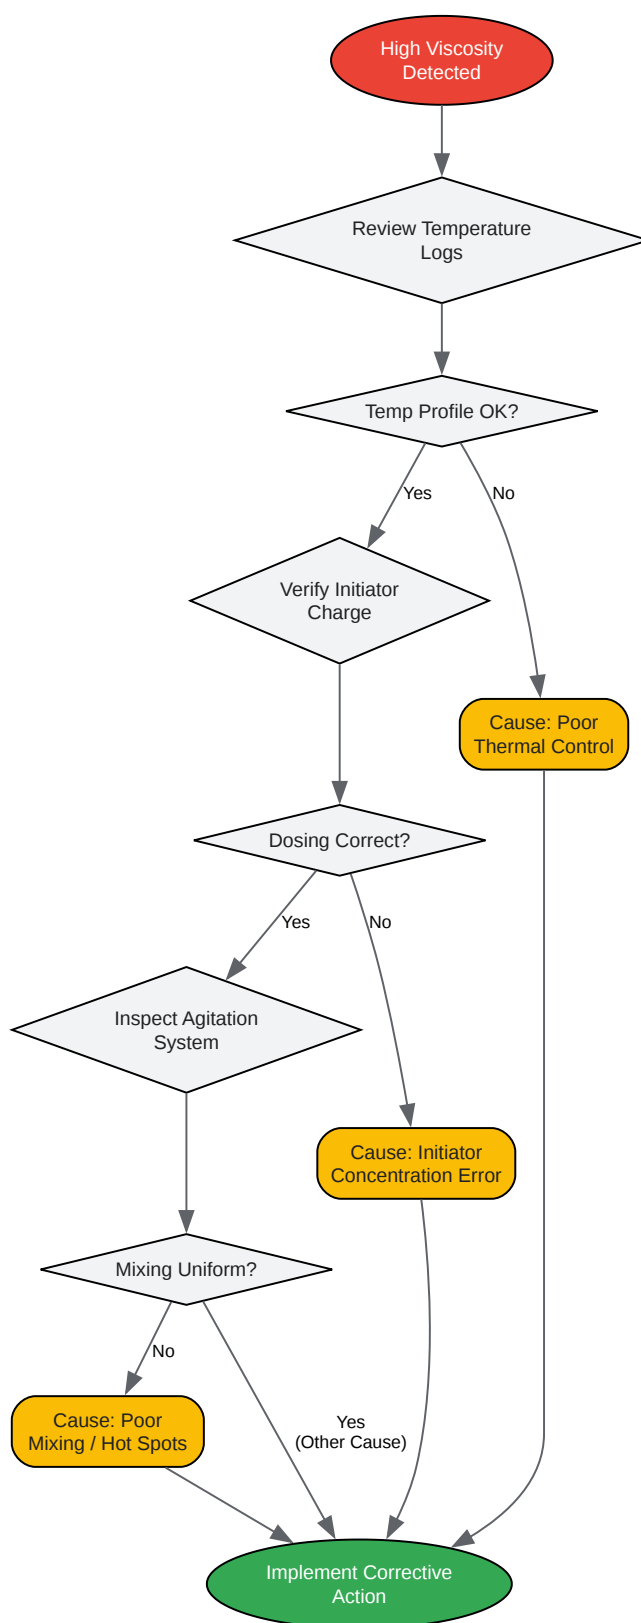 High Viscosity
Detected
Review Temperature
Logs
Temp Profile OK?
Yes
No
Verify Initiator
Charge
Cause: Poor
Thermal Control
Dosing Correct?
Yes
No
Inspect Agitation
System
Cause: Initiator
Concentration Error
Mixing Uniform?
No
Yes
(Other Cause)
Cause: Poor
Mixing / Hot Spots
Implement Corrective
Action